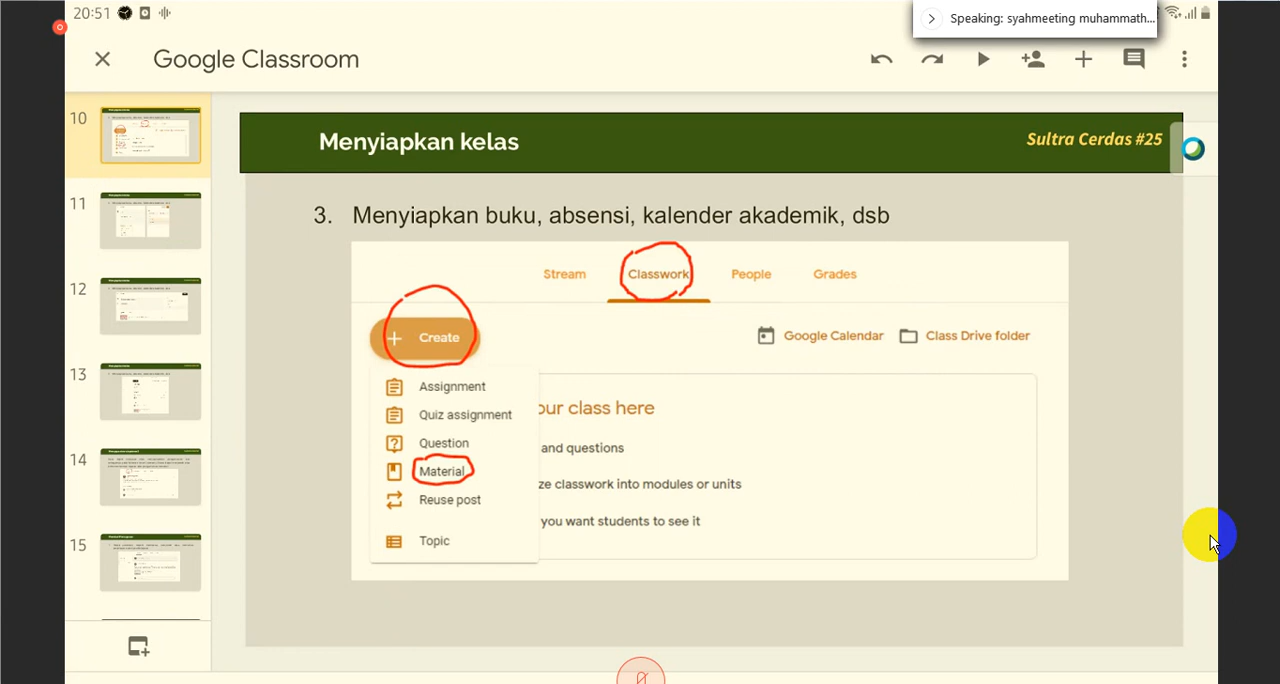 20:51
Speaking: syahmeeting muhammath...
Google Classroom
10
11
12
13
14
15
Menyiapkan kelas
Sultra Cerdas #25
3. Menyiapkan buku, absensi, kalender akademik, dsb
Stream Classwork People Grades
Create
Google Calendar Class Drive folder
Assignment
Quiz assignment
Question
Material
Reuse post
Topic
our class here
and questions
ze classwork into modules or units
you want students to see it